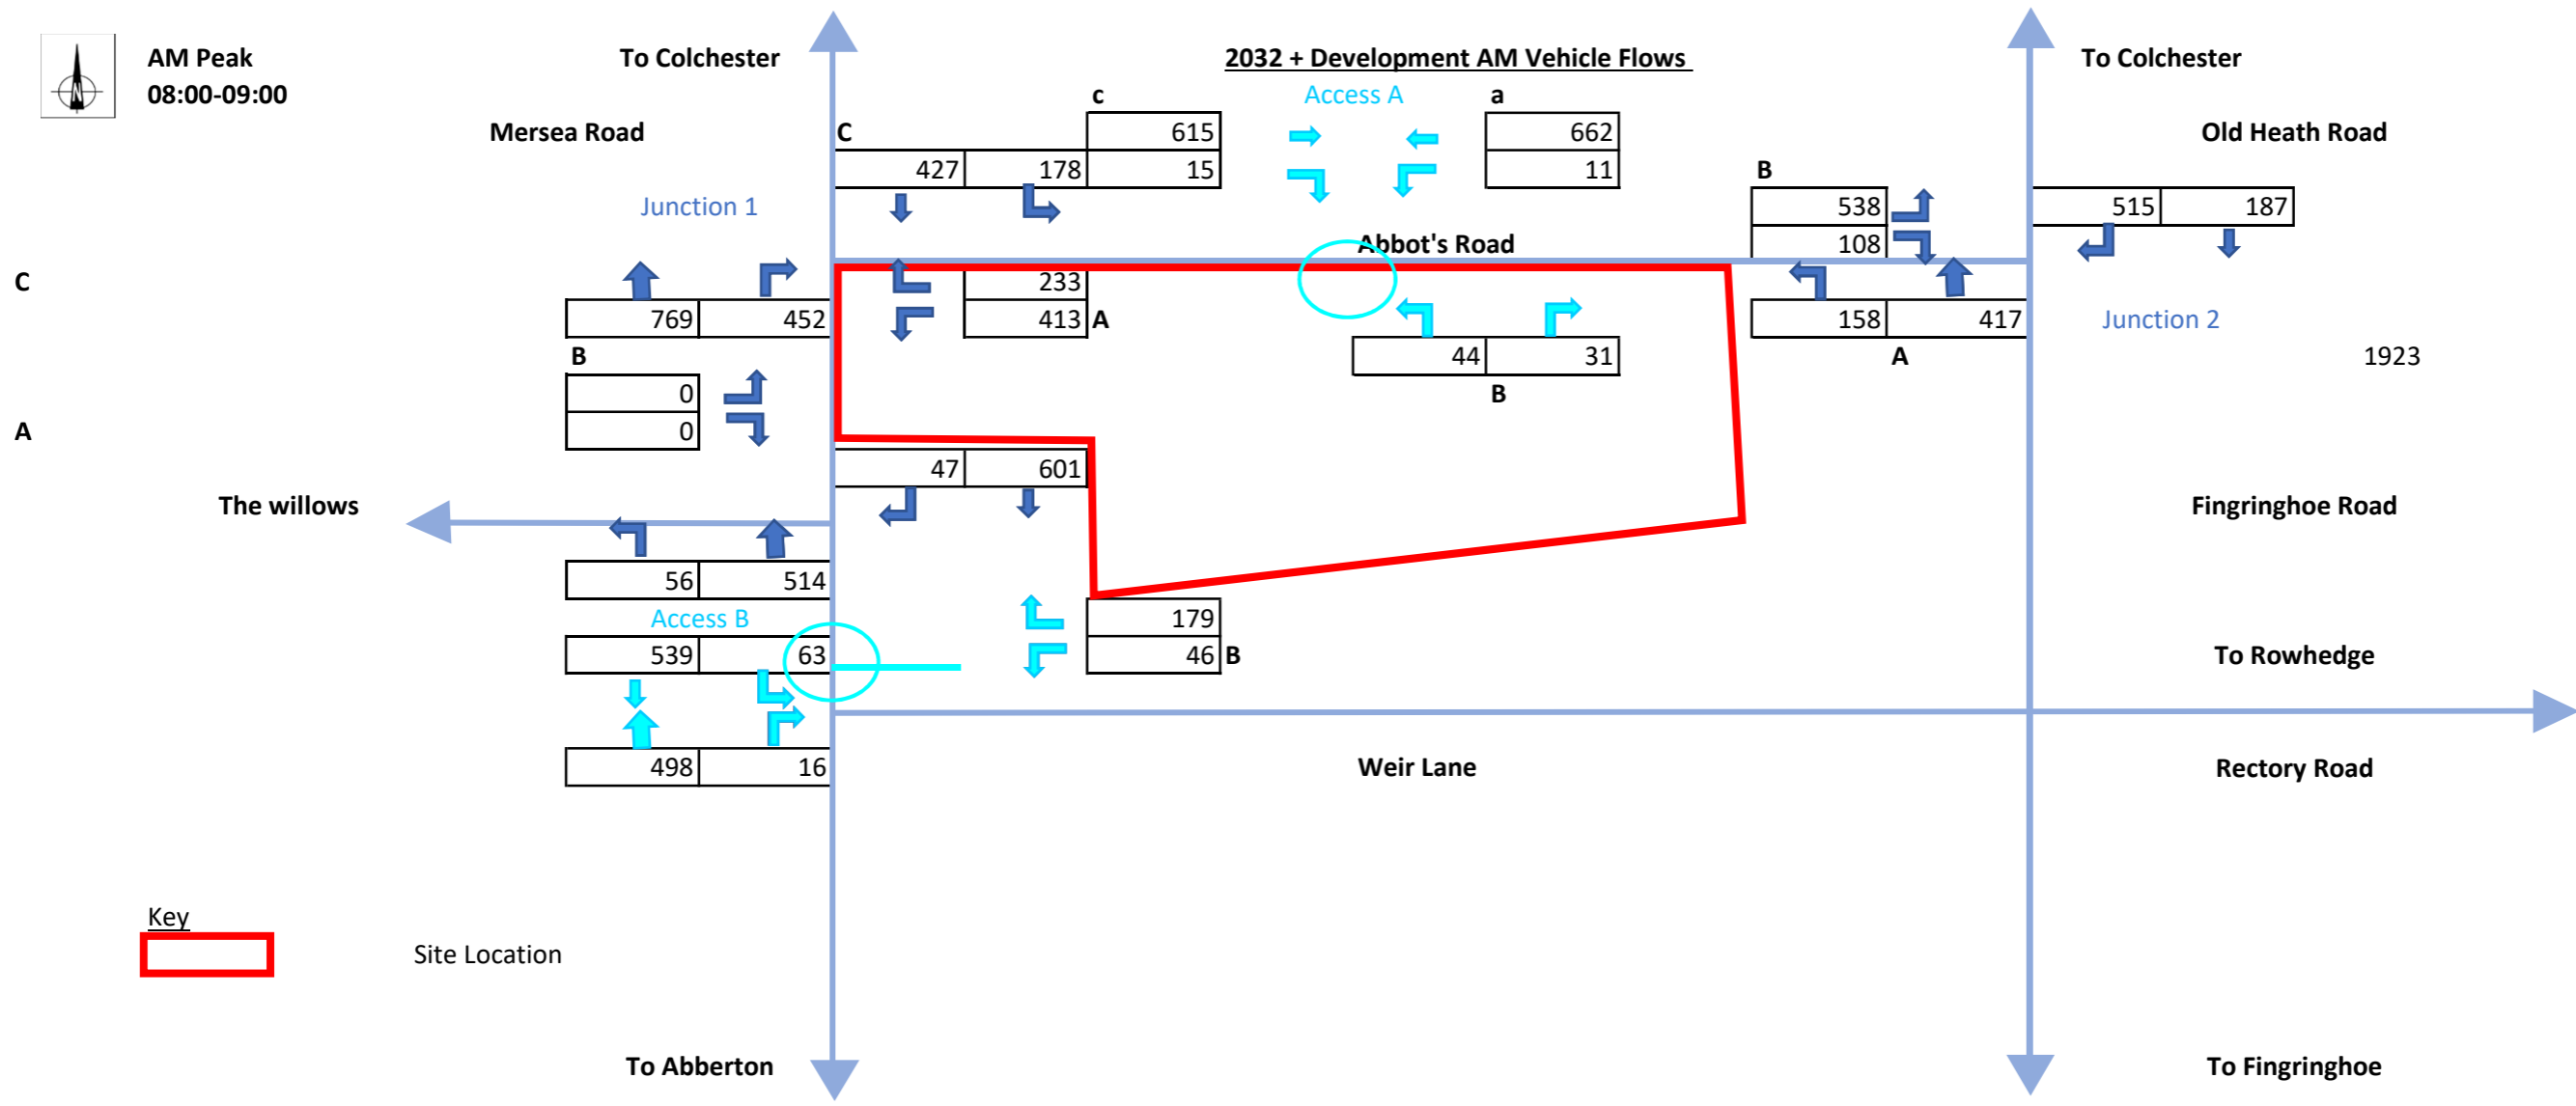 AM Peak
08:00-09:00
To Colchester
2032 + Development AM Vehicle Flows
To Colchester
Mersea Road
Old Heath Road
Access A
c
a
C
615
662
427 178 15
11
B
Junction 1
538
515 187
108
Abbot's Road
C
233
769 452
413 A
158 417
Junction 2
B
44 31
A
1923
0
B
0
A
47 601
The willows
Fingringhoe Road
56 514
Access B
179
539 63
46 B
To Rowhedge
498 16
Weir Lane
Rectory Road
Key
Site Location
To Abberton
To Fingringhoe